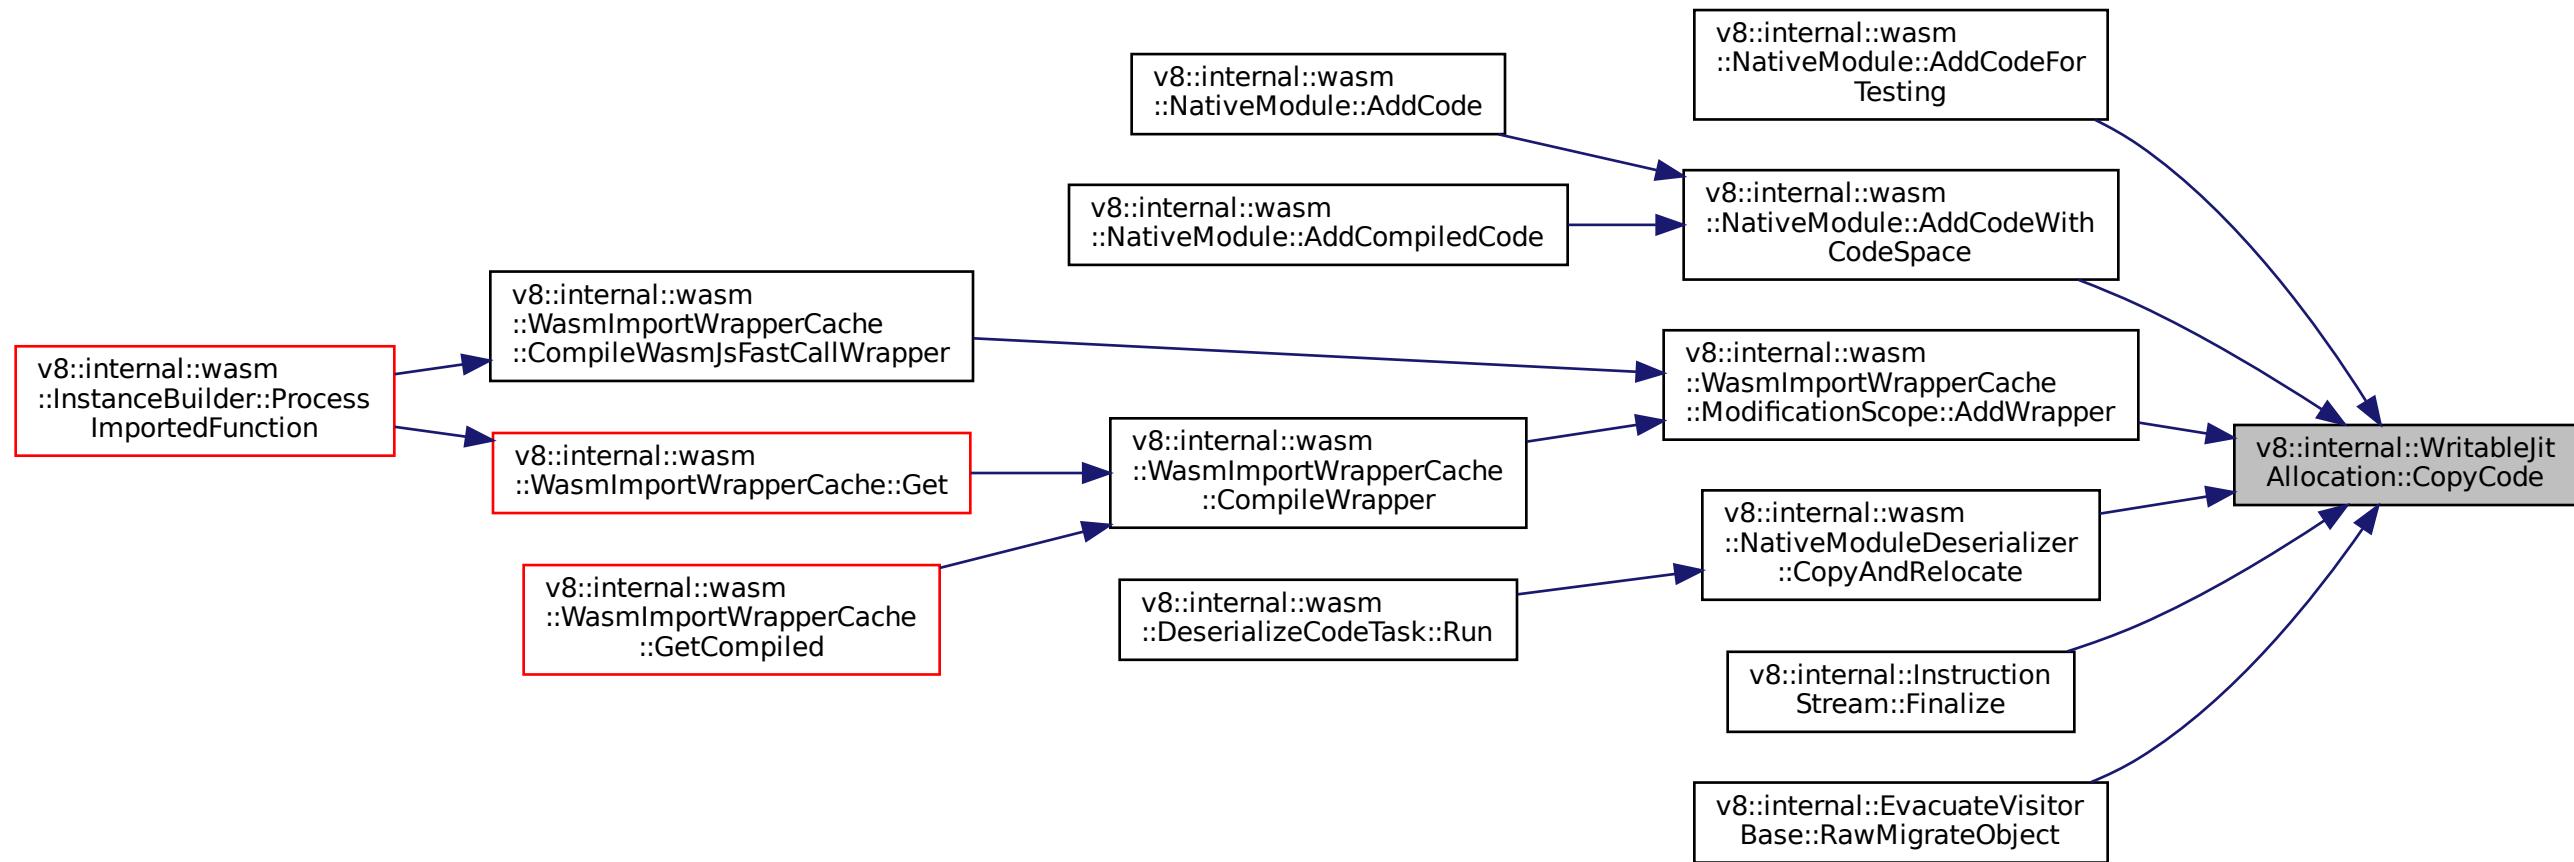 v8::internal::wasm
::InstanceBuilder::Process
ImportedFunction
v8::internal::wasm
::WasmImportWrapperCache
::CompileWasmJsFastCallWrapper
v8::internal::wasm
::WasmImportWrapperCache::Get
v8::internal::wasm
::WasmImportWrapperCache
::GetCompiled
v8::internal::wasm
::NativeModule::AddCode
v8::internal::wasm
::NativeModule::AddCompiledCode
v8::internal::wasm
::WasmImportWrapperCache
::CompileWrapper
v8::internal::wasm
::DeserializeCodeTask::Run
v8::internal::wasm
::NativeModule::AddCodeFor
Testing
v8::internal::wasm
::NativeModule::AddCodeWith
CodeSpace
v8::internal::wasm
::WasmImportWrapperCache
::ModificationScope::AddWrapper
v8::internal::wasm
::NativeModuleDeserializer
::CopyAndRelocate
v8::internal::Instruction
Stream::Finalize
v8::internal::EvacuateVisitor
Base::RawMigrateObject
v8::internal::WritableJit
Allocation::CopyCode